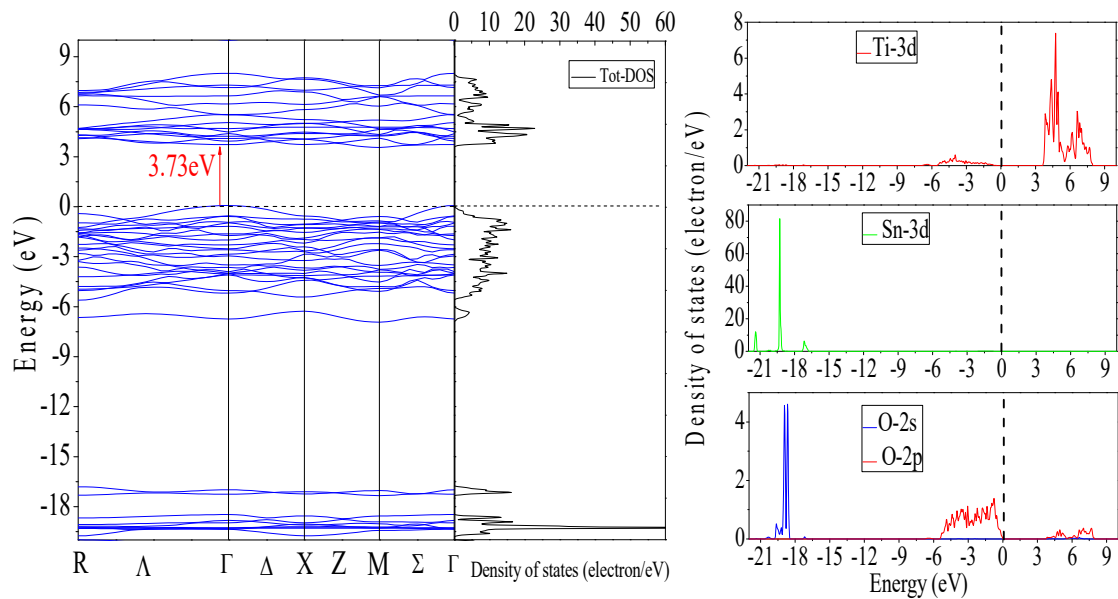 0 10 20 30 40 50 60
9
6
3
0
-3
-6
-9
-12
-15
-18
Energy (eV)
3.73eV
Tot-DOS
R Λ Γ Δ X Z M Σ Γ
Density of states (electron/eV)
Density of states (electron/eV)
8
6
4
2
0
Ti-3d
-21 -18 -15 -12 -9 -6 -3 0 3 6 9
80
60
40
20
0
Sn-3d
-21 -18 -15 -12 -9 -6 -3 0 3 6 9
4
2
0
O-2s
O-2p
-21 -18 -15 -12 -9 -6 -3 0 3 6 9
Energy (eV)